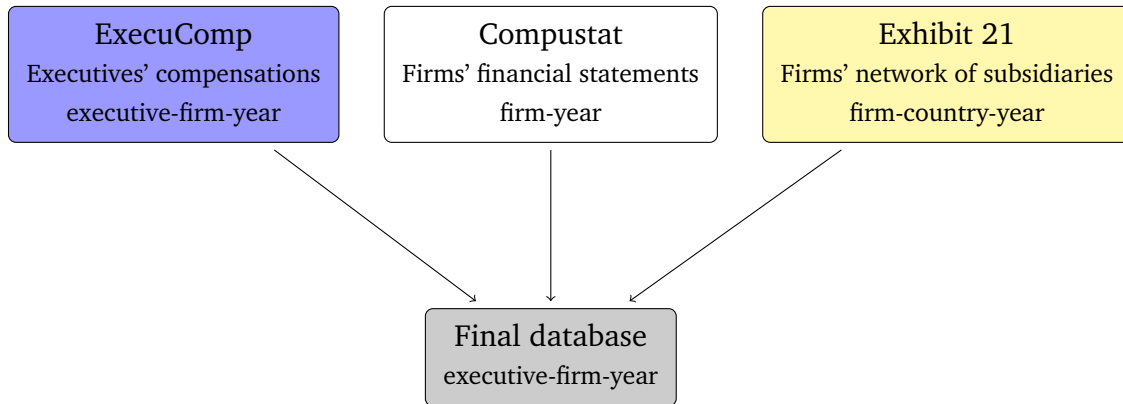 ExecuComp
Executives’ compensations
executive-firm-year
Compustat
Firms’ financial statements
firm-year
Exhibit 21
Firms’ network of subsidiaries
firm-country-year
Final database
executive-firm-year